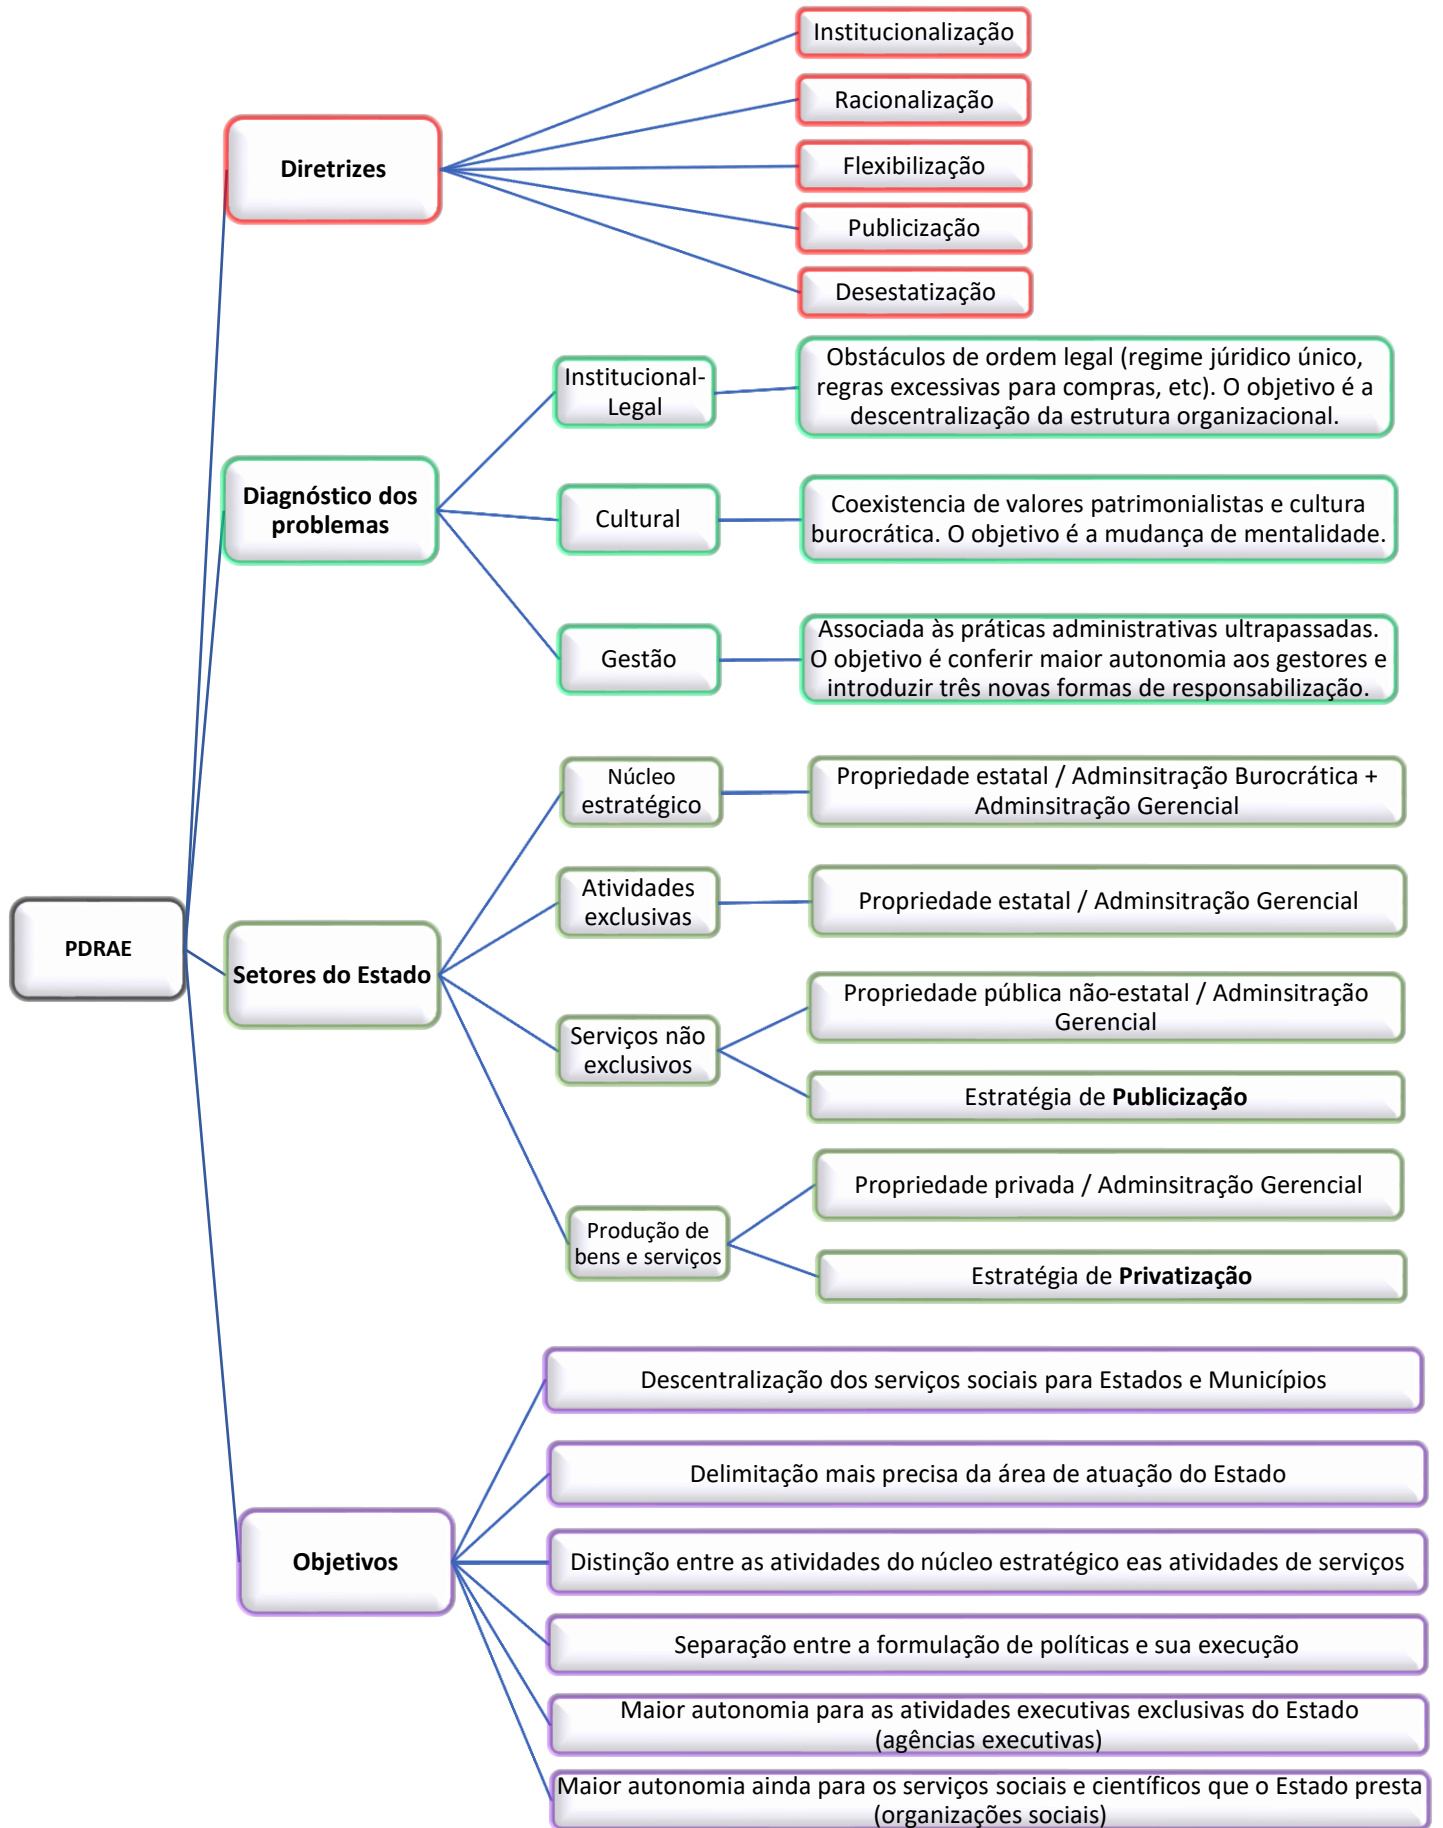 Institucionalização
Racionalização
Diretrizes
Flexibilização
Publicização
Desestatização
Institucional-
Legal
Obstáculos de ordem legal (regime júridico único,
regras excessivas para compras, etc). O objetivo é a
descentralização da estrutura organizacional.
Diagnóstico dos
problemas
Cultural
Coexistencia de valores patrimonialistas e cultura
burocrática. O objetivo é a mudança de mentalidade.
Gestão
Associada às práticas administrativas ultrapassadas.
O objetivo é conferir maior autonomia aos gestores e
introduzir três novas formas de responsabilização.
Núcleo
estratégico
Propriedade estatal / Adminsitração Burocrática +
Adminsitração Gerencial
Atividades
exclusivas
Propriedade estatal / Adminsitração Gerencial
PDRAE
Setores do Estado
Serviços não
exclusivos
Propriedade pública não-estatal / Adminsitração
Gerencial
Estratégia de Publicização
Produção de
bens e serviços
Propriedade privada / Adminsitração Gerencial
Estratégia de Privatização
Descentralização dos serviços sociais para Estados e Municípios
Delimitação mais precisa da área de atuação do Estado
Objetivos
Distinção entre as atividades do núcleo estratégico eas atividades de serviços
Separação entre a formulação de políticas e sua execução
Maior autonomia para as atividades executivas exclusivas do Estado
(agências executivas)
Maior autonomia ainda para os serviços sociais e científicos que o Estado presta
(organizações sociais)